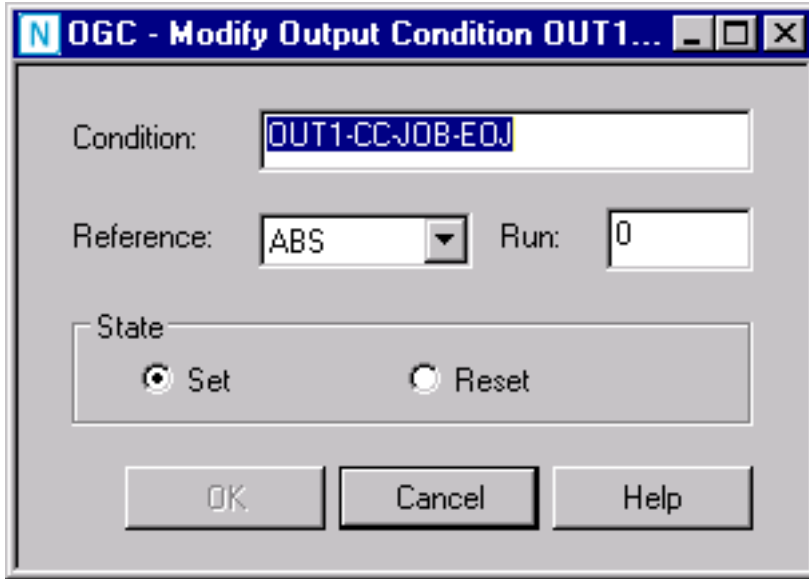 N OGC - Modify Output Condition OUT1...
Condition: OUT1-CC-JOB-EOJ
Reference: ABS Run: 0
State
Set Reset
OK Cancel Help